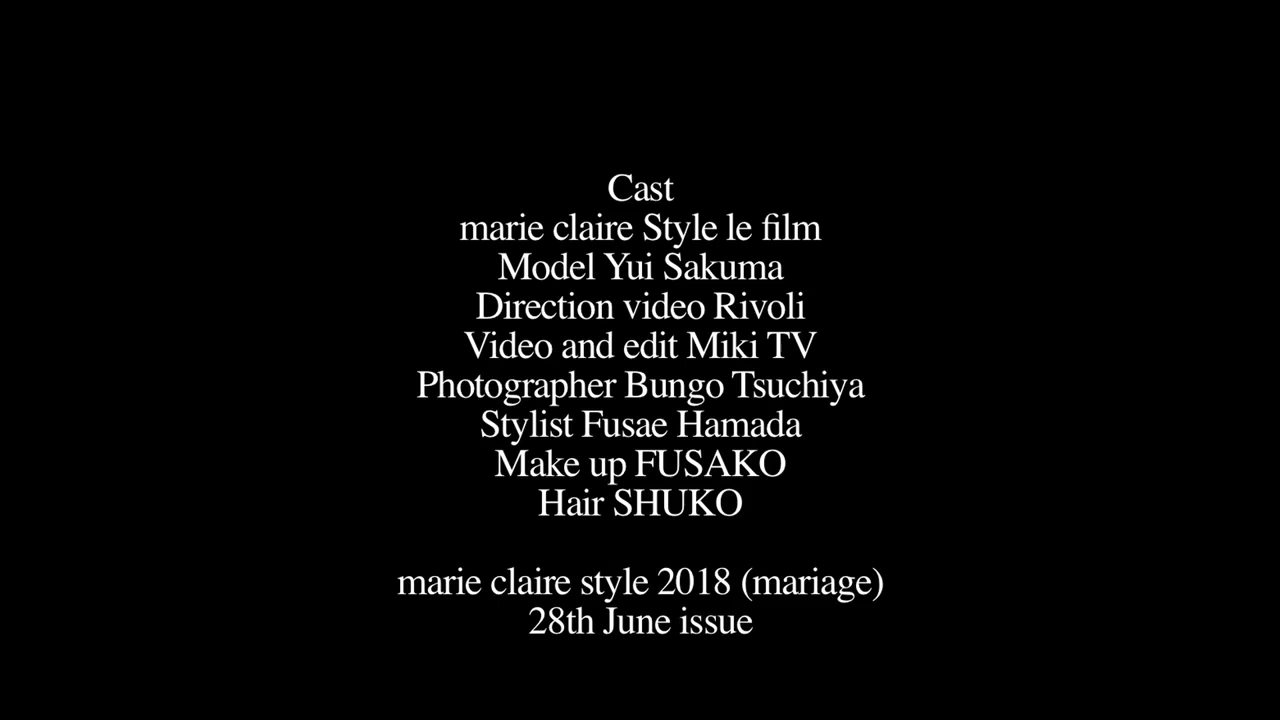 Cast
marie claire Style le film
Model Yui Sakuma
Direction video Rivoli
Video and edit Miki TV
Photographer Bungo Tsuchiya
Stylist Fusae Hamada
Make up FUSAKO
Hair SHUKO
marie claire style 2018 (mariage)
28th June issue